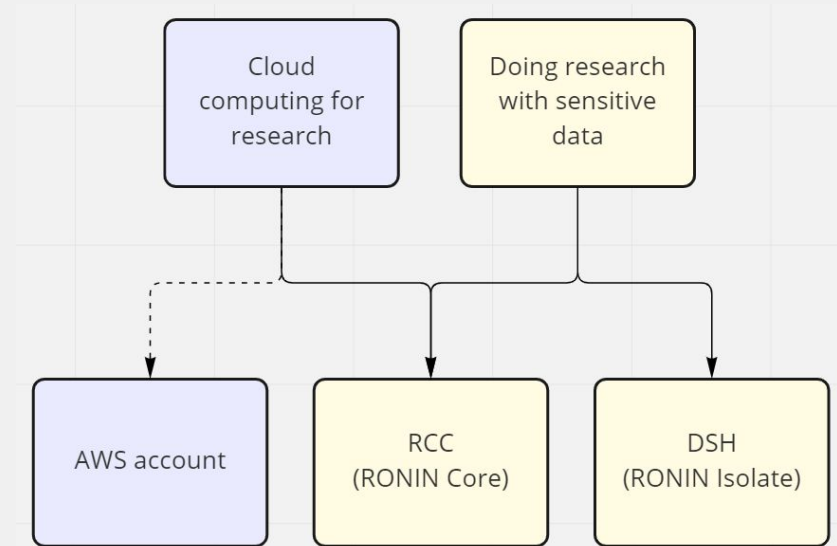 Cloud
computing for
research
Doing research
with sensitive
data
AWS account
RCC
(RONIN Core)
DSH
(RONIN Isolate)